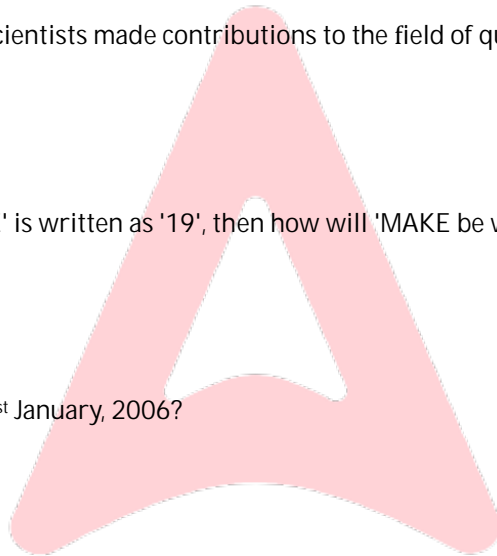 cientists made contributions to the field of qu
' is written as '19', then how will 'MAKE be w
st January, 2006?